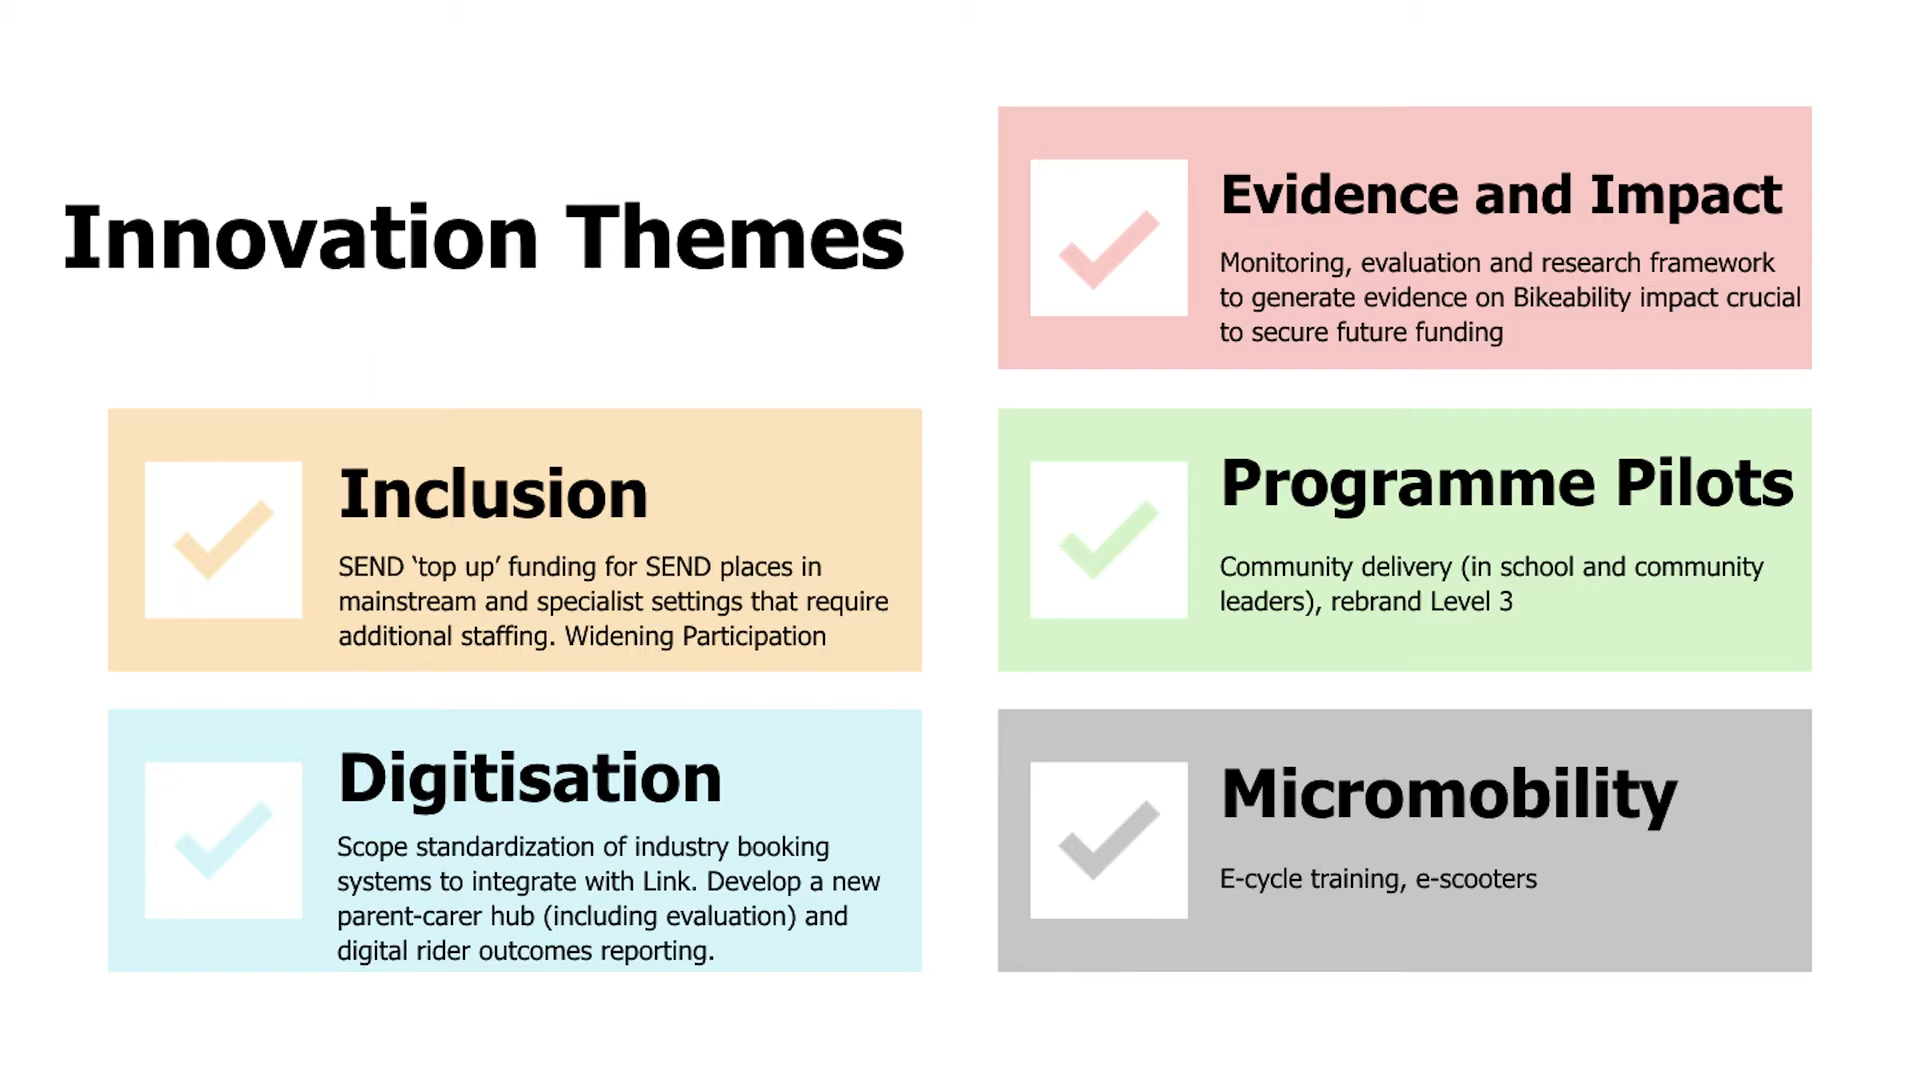 Innovation Themes
Evidence and Impact
Monitoring, evaluation and research framework
to generate evidence on Bikeability impact crucial
to secure future funding
Inclusion
SEND ‘top up’ funding for SEND places in
mainstream and specialist settings that require
additional staffing. Widening Participation
Programme Pilots
Community delivery (in school and community
leaders), rebrand Level 3
Digitisation
Scope standardization of industry booking
systems to integrate with Link. Develop a new
parent-carer hub (including evaluation) and
digital rider outcomes reporting.
Micromobility
E-cycle training, e-scooters